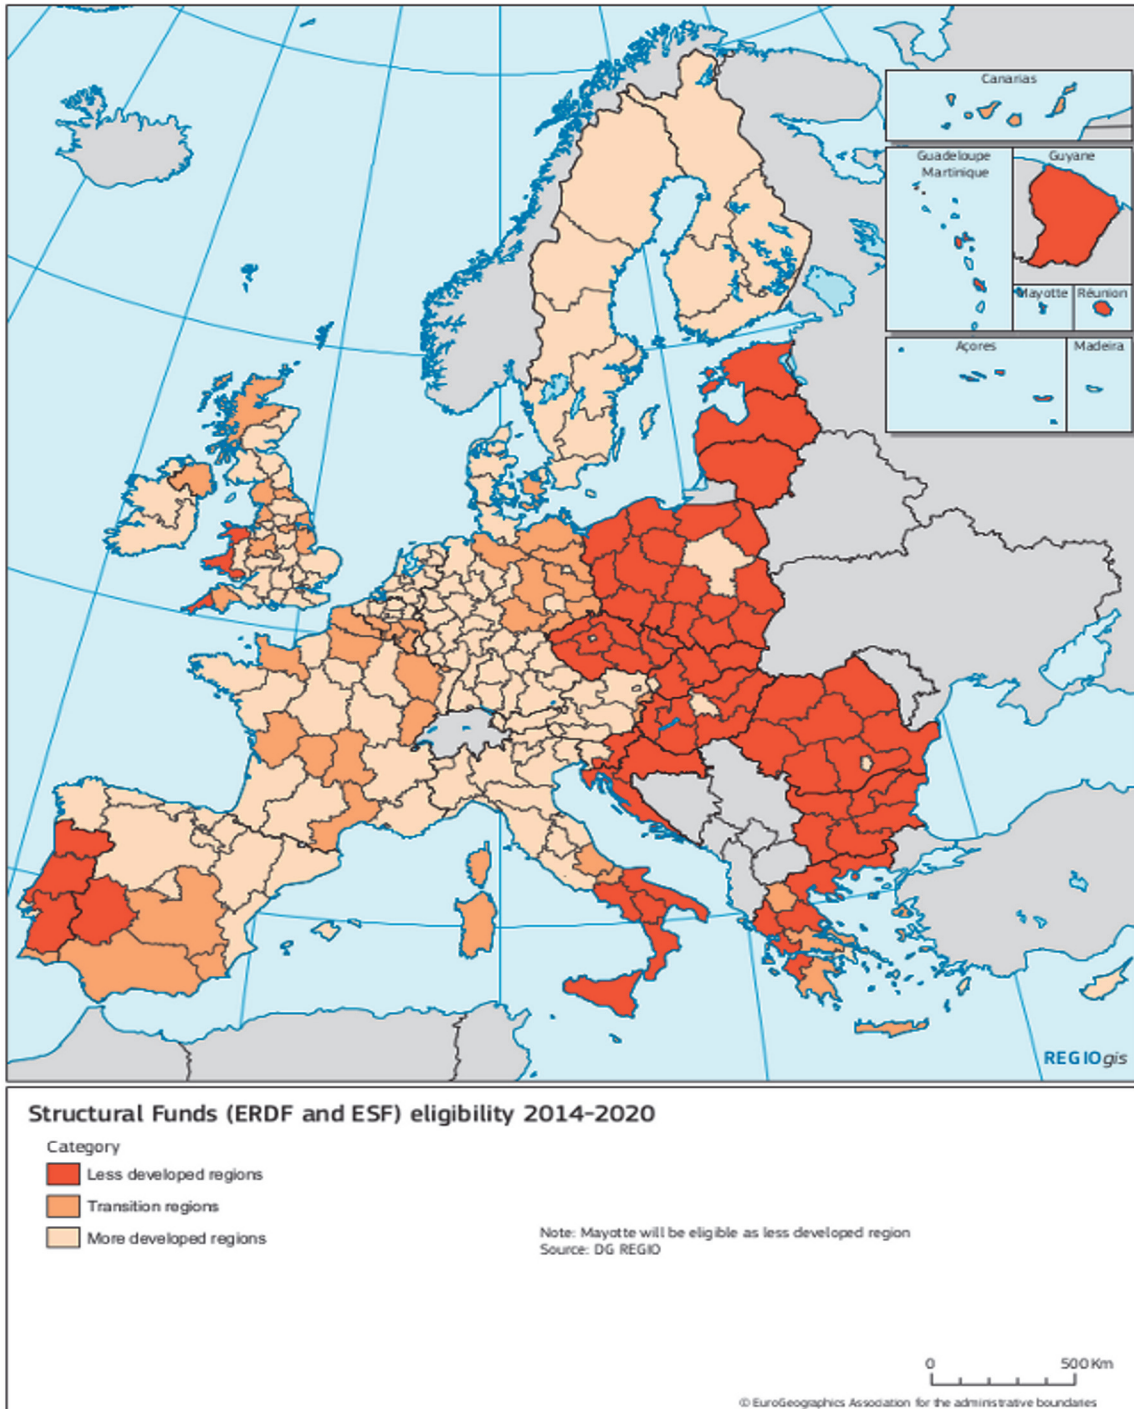 Canarias
Guadeloupe
Martinique
Guyane
Mayotte
Réunion
Açores
Madeira
REGIOgis
Structural Funds (ERDF and ESF) eligibility 2014-2020
Category
Less developed regions
Transition regions
More developed regions
Note: Mayotte will be eligible as less developed region
Source: DG REGIO
0 500 Km
© EuroGeographics Association for the administrative boundaries